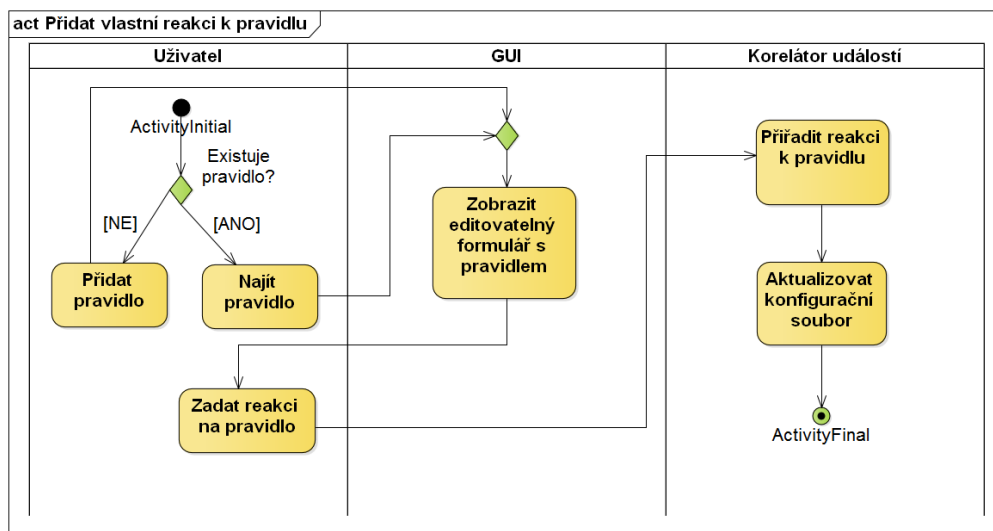 act Přidat vlastní reakci k pravidlu
Uživatel
GUI
Korelátor událostí
ActivityInitial
Existuje
pravidlo?
[NE]
[ANO]
Přidat
pravidlo
Najít
pravidlo
Zadat reakci
na pravidlo
Zobrazit
editovatelný
formulář s
pravidlem
Přiřadit reakci
k pravidlu
Aktualizovat
konfigurační
soubor
ActivityFinal